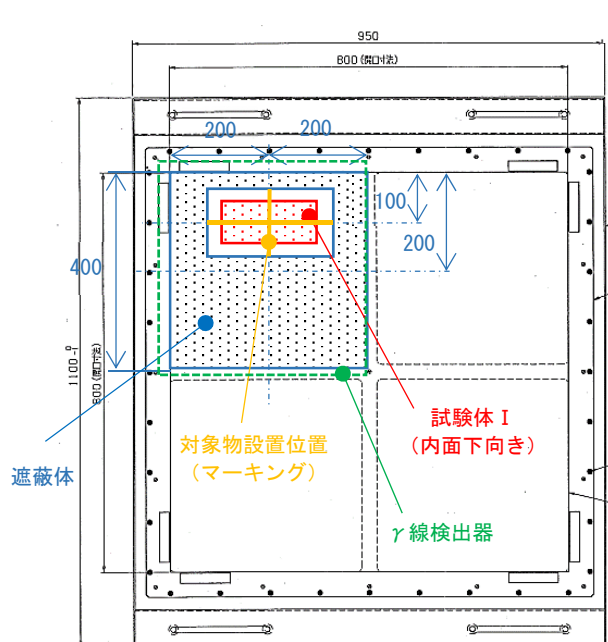 950
800 (開口寸法)
200
200
100
200
400
1100-1
0
800 (開口寸法)
試験体 I
（内面下向き）
対象物設置位置
（マーキング）
遮蔽体
γ線検出器